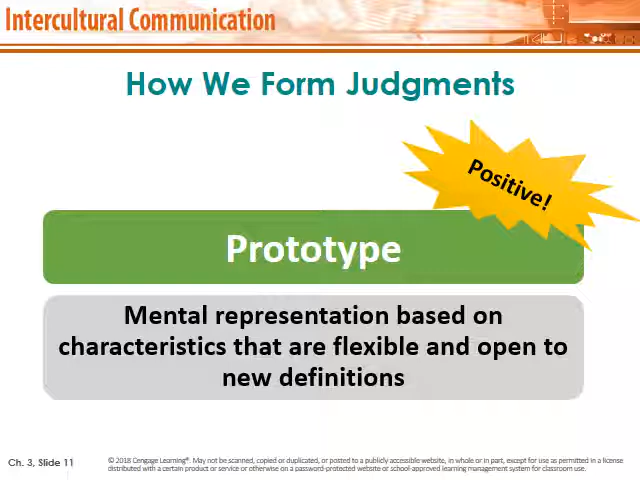 Intercultural Communication
How We Form Judgments
Positive!
Prototype
Mental representation based on
characteristics that are flexible and open to
new definitions
Ch. 3, Slide 11
© 2018 Cengage Learning®. May not be scanned, copied or duplicated, or posted to a publicly accessible website, in whole or in part, except for use as permitted in a license
distributed with a certain product or service or otherwise on a password-protected website or school-approved learning management system for classroom use.